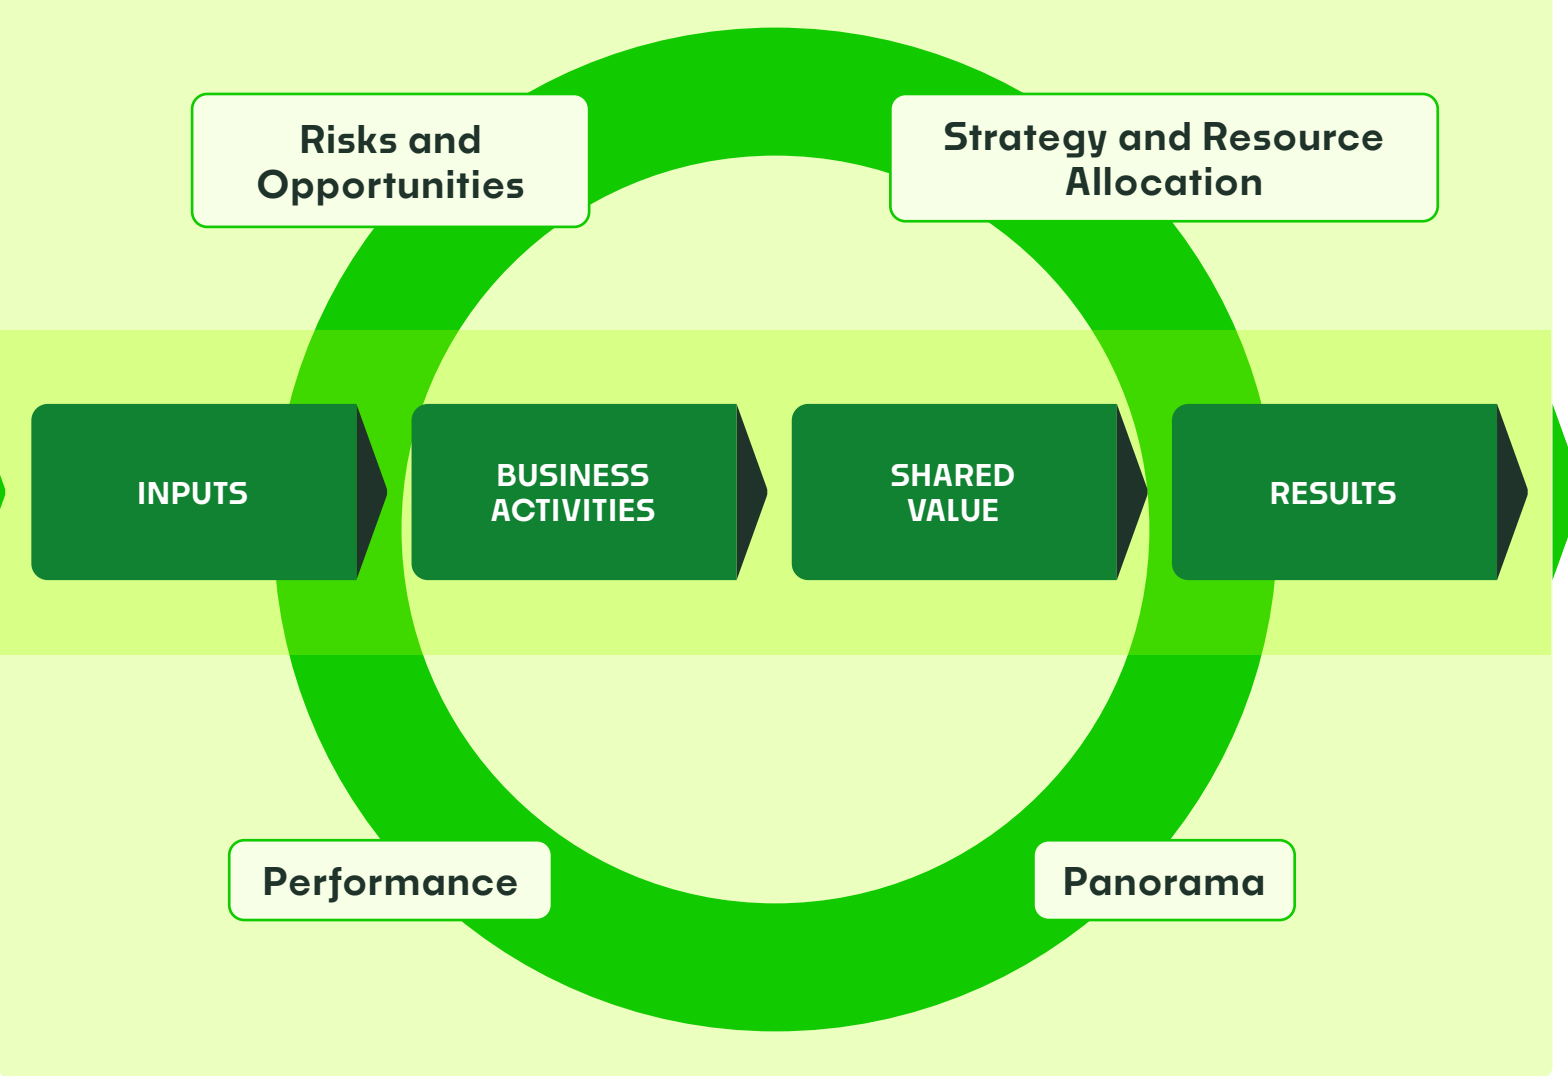 Risks and
Opportunities
Strategy and Resource
Allocation
INPUTS
BUSINESS
ACTIVITIES
SHARED
VALUE
RESULTS
Performance
Panorama